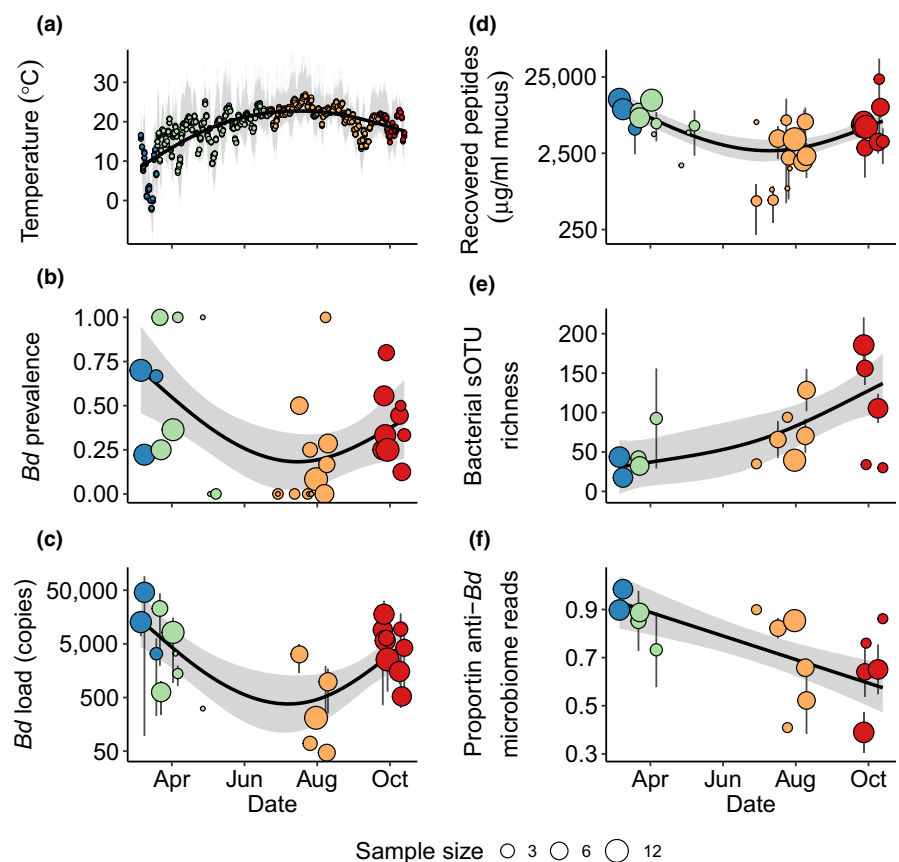 (a)
Temperature (°C)
30
20
10
0
(b)
Bd prevalence
1.00
0.75
0.50
0.25
0.00
(c)
Bd load (copies)
50,000
5,000
500
50
Apr Jun Aug Oct
Date
(d)
Recovered peptides
(µg/ml mucus)
25,000
2,500
250
(e)
Bacterial sOTU
richness
200
150
100
50
0
(f)
Proportin anti−Bd
microbiome reads
0.9
0.7
0.5
0.3
Apr Jun Aug Oct
Date
Sample size 3 6 12